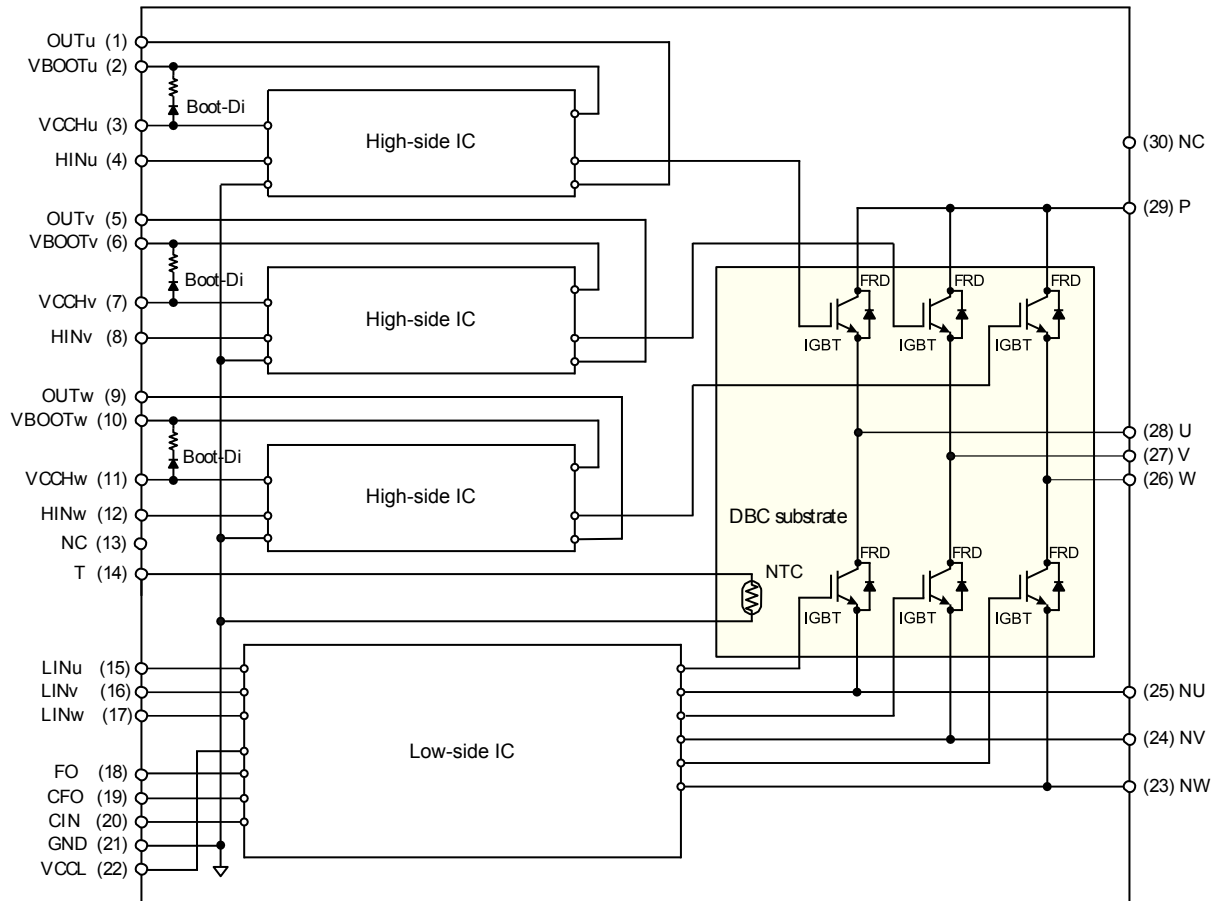 OUTu (1)
VBOOTu (2)
Boot-Di
VCCHu (3)
HINu (4)
High-side IC
(30) NC
OUTv (5)
VBOOTv (6)
Boot-Di
VCCHv (7)
HINv (8)
High-side IC
(29) P
FRD
FRD
FRD
IGBT
IGBT
IGBT
OUTw (9)
VBOOTw (10)
Boot-Di
VCCHw (11)
HINw (12)
NC (13)
T (14)
High-side IC
(28) U
(27) V
(26) W
DBC substrate
NTC
FRD
FRD
FRD
IGBT
IGBT
IGBT
LINu (15)
LINv (16)
LINw (17)
FO (18)
CFO (19)
CIN (20)
GND (21)
VCCL (22)
Low-side IC
(25) NU
(24) NV
(23) NW